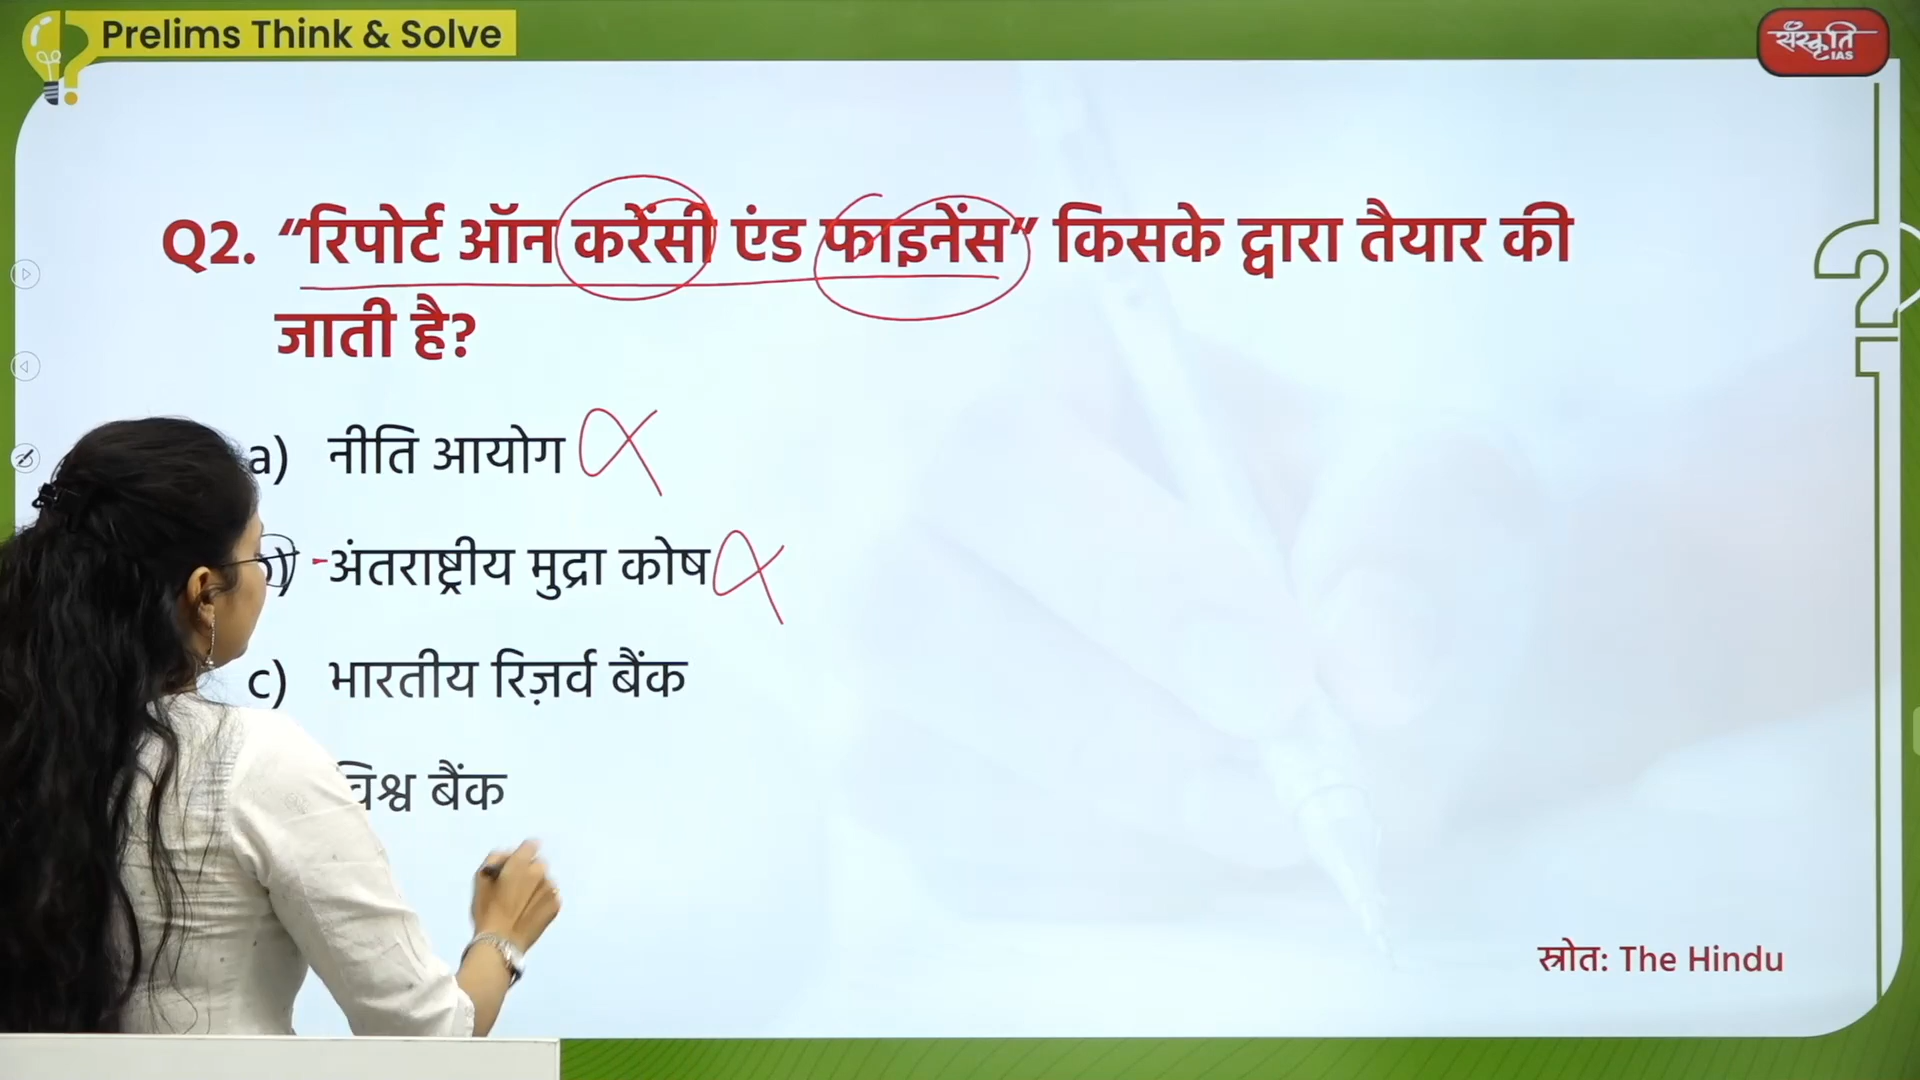 Prelims Think & Solve
संस्कृति
IAS
Q2. “रिपोर्ट ऑन करेंसी एंड फाइनेंस” किसके द्वारा तैयार की
जाती है?
a) नीति आयोग
अंतराष्ट्रीय मुद्रा कोष
c) भारतीय रिज़र्व बैंक
विश्व बैंक
स्रोत: The Hindu